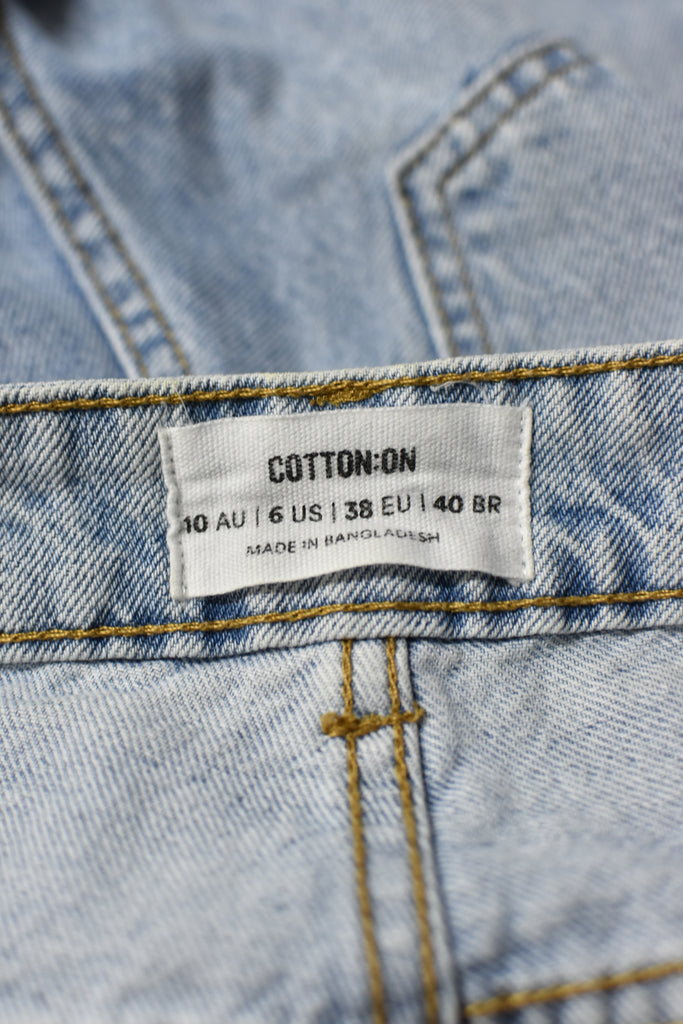 COTTON:ON
10 AU | 6 US | 38 EU | 40 BR
MADE IN BANGLADESH